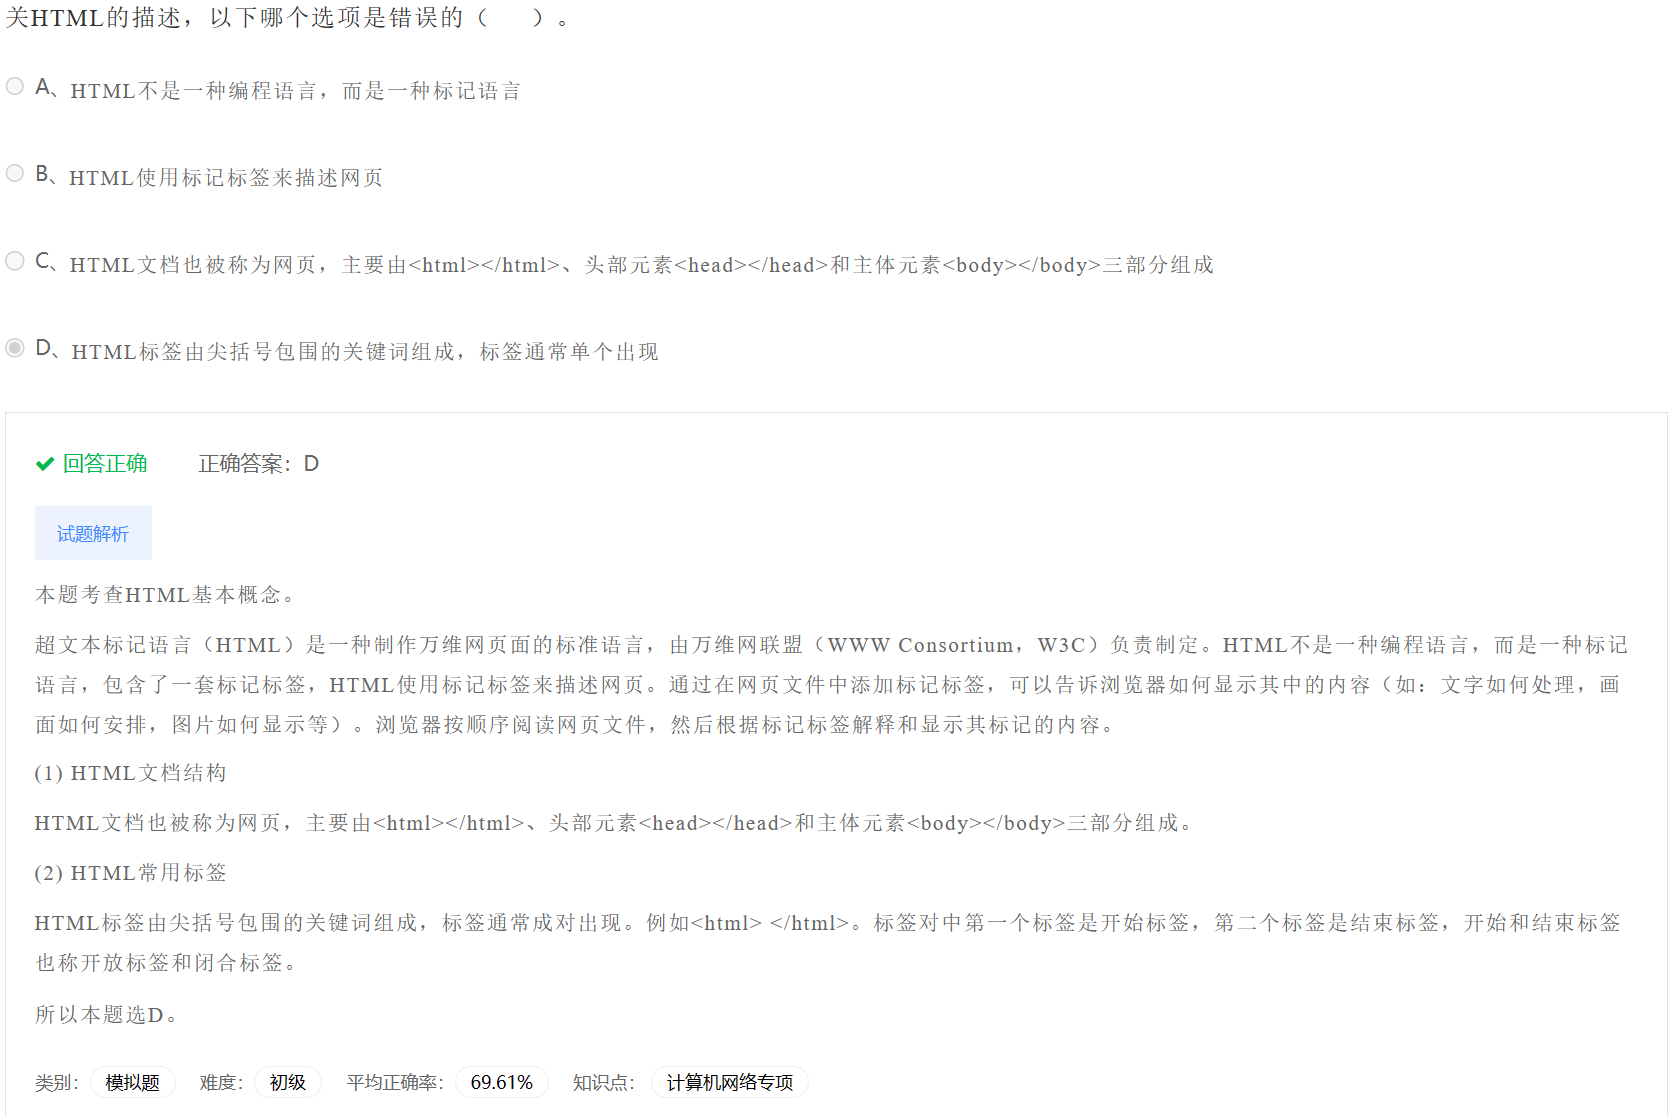 关HTML的描述，以下哪个选项是错误的（　　）。
A、HTML不是一种编程语言，而是一种标记语言
B、HTML使用标记标签来描述网页
C、HTML文档也被称为网页，主要由<html></html>、头部元素<head></head>和主体元素<body></body>三部分组成
D、HTML标签由尖括号包围的关键词组成，标签通常单个出现
回答正确　　正确答案：D
试题解析
本题考查HTML基本概念。
超文本标记语言（HTML）是一种制作万维网页面的标准语言，由万维网联盟（WWW Consortium，W3C）负责制定。HTML不是一种编程语言，而是一种标记
语言，包含了一套标记标签，HTML使用标记标签来描述网页。通过在网页文件中添加标记标签，可以告诉浏览器如何显示其中的内容（如：文字如何处理，画
面如何安排，图片如何显示等）。浏览器按顺序阅读网页文件，然后根据标记标签解释和显示其标记的内容。
(1) HTML文档结构
HTML文档也被称为网页，主要由<html></html>、头部元素<head></head>和主体元素<body></body>三部分组成。
(2) HTML常用标签
HTML标签由尖括号包围的关键词组成，标签通常成对出现。例如<html> </html>。标签对中第一个标签是开始标签，第二个标签是结束标签，开始和结束标签
也称开放标签和闭合标签。
所以本题选D。
类别： 模拟题 难度： 初级 平均正确率： 69.61% 知识点： 计算机网络专项